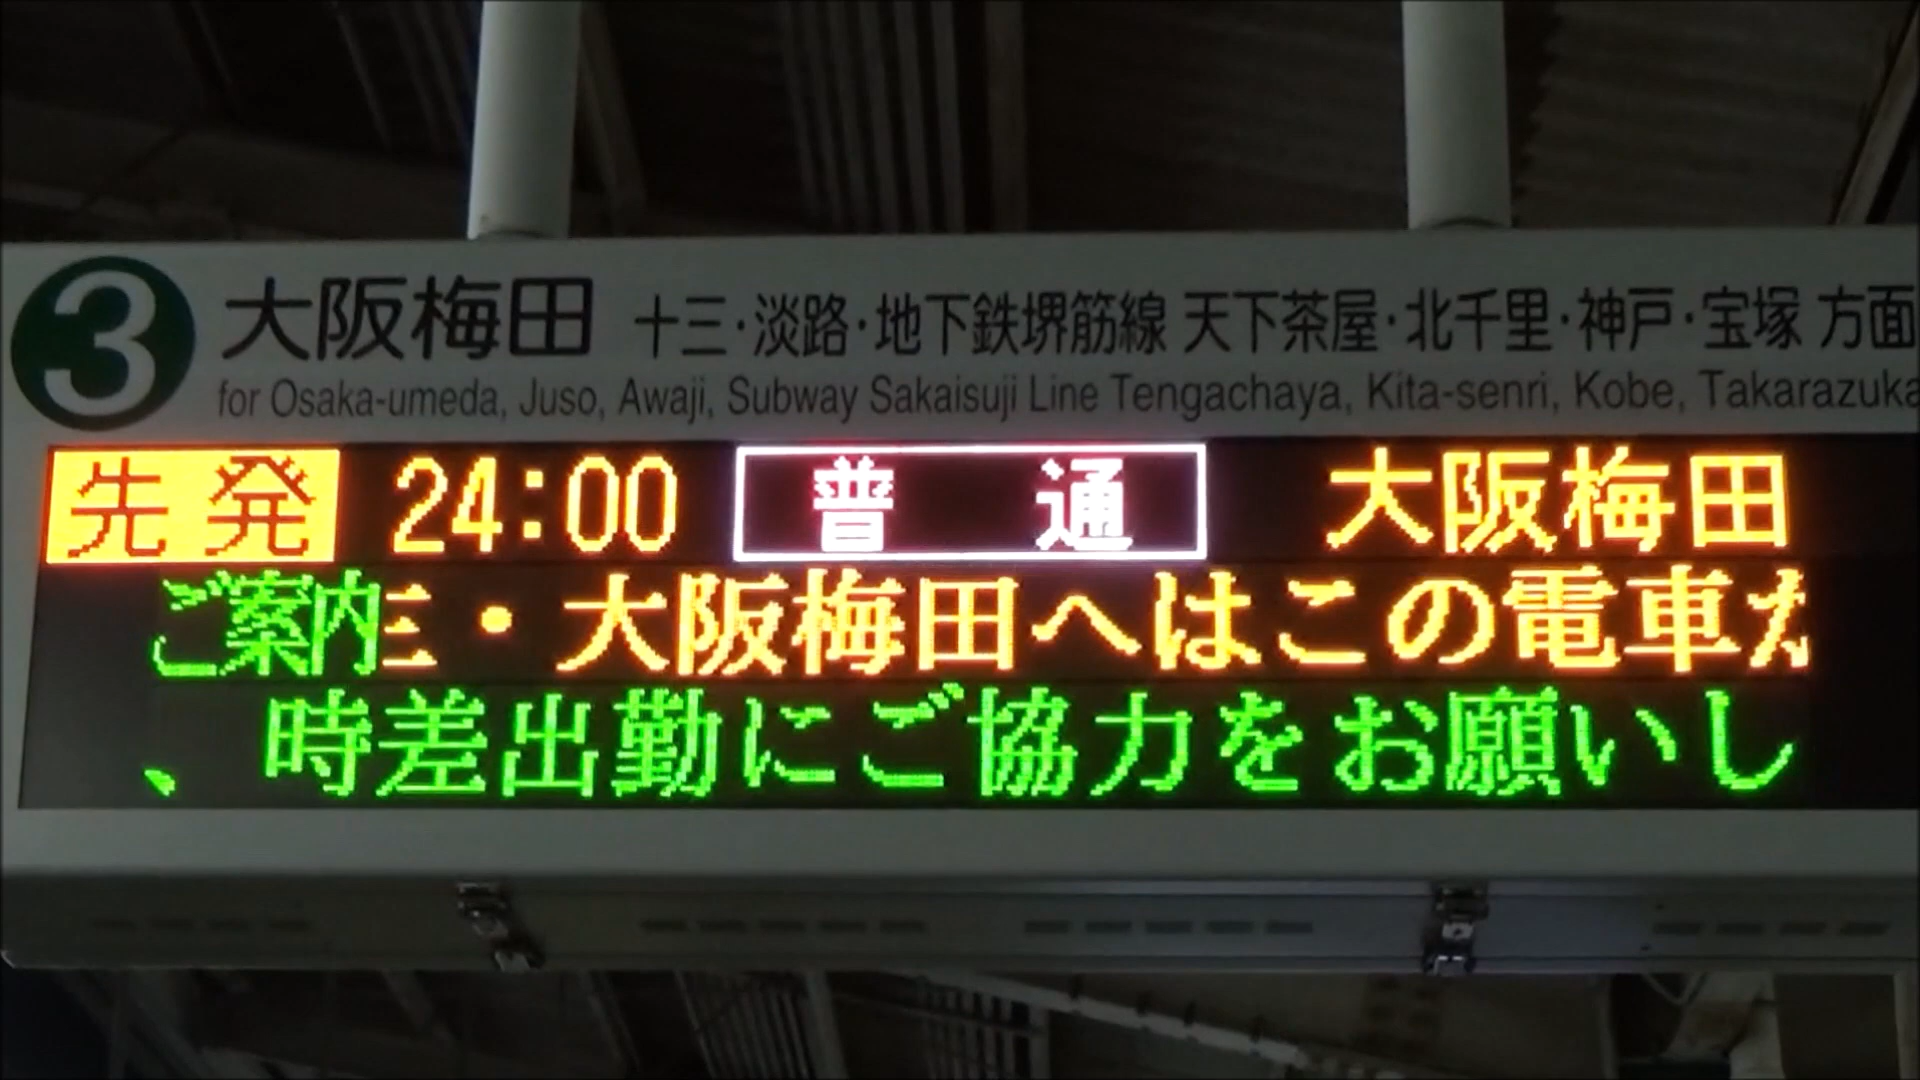 3 大阪梅田 十三・淡路・地下鉄堺筋線 天下茶屋・北千里・神戸・宝塚 方面
for Osaka-umeda, Juso, Awaji, Subway Sakaisuji Line Tengachaya, Kita-senri, Kobe, Takarazuka
先発 24:00 普通 大阪梅田
ご案内 三・大阪梅田へはこの電車が
、時差出勤にご協力をお願いし